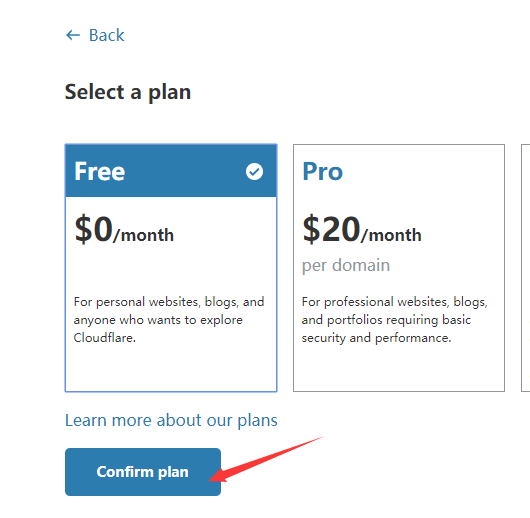 ← Back
Select a plan
Free
$0/month
For personal websites, blogs, and
anyone who wants to explore
Cloudflare.
Pro
$20/month
per domain
For professional websites, blogs,
and portfolios requiring basic
security and performance.
Learn more about our plans
Confirm plan